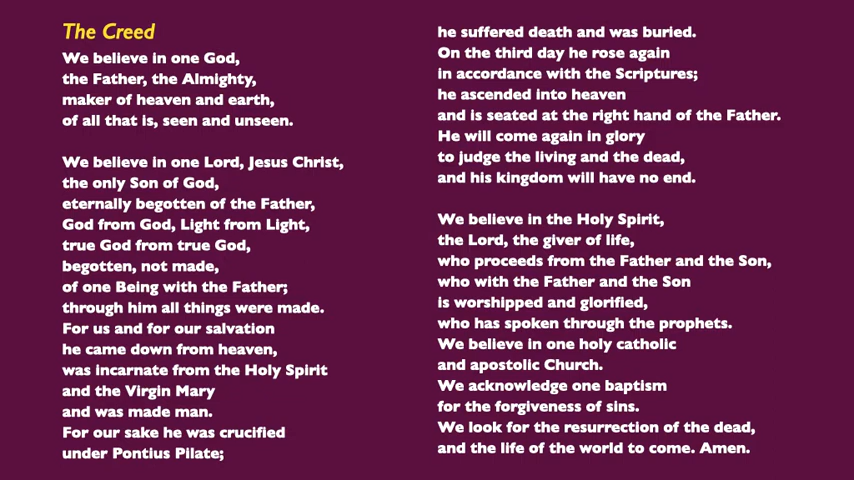 The Creed
We believe in one God,
the Father, the Almighty,
maker of heaven and earth,
of all that is, seen and unseen.
We believe in one Lord, Jesus Christ,
the only Son of God,
eternally begotten of the Father,
God from God, Light from Light,
true God from true God,
begotten, not made,
of one Being with the Father;
through him all things were made.
For us and for our salvation
he came down from heaven,
was incarnate from the Holy Spirit
and the Virgin Mary
and was made man.
For our sake he was crucified
under Pontius Pilate;
he suffered death and was buried.
On the third day he rose again
in accordance with the Scriptures;
he ascended into heaven
and is seated at the right hand of the Father.
He will come again in glory
to judge the living and the dead,
and his kingdom will have no end.
We believe in the Holy Spirit,
the Lord, the giver of life,
who proceeds from the Father and the Son,
who with the Father and the Son
is worshipped and glorified,
who has spoken through the prophets.
We believe in one holy catholic
and apostolic Church.
We acknowledge one baptism
for the forgiveness of sins.
We look for the resurrection of the dead,
and the life of the world to come. Amen.